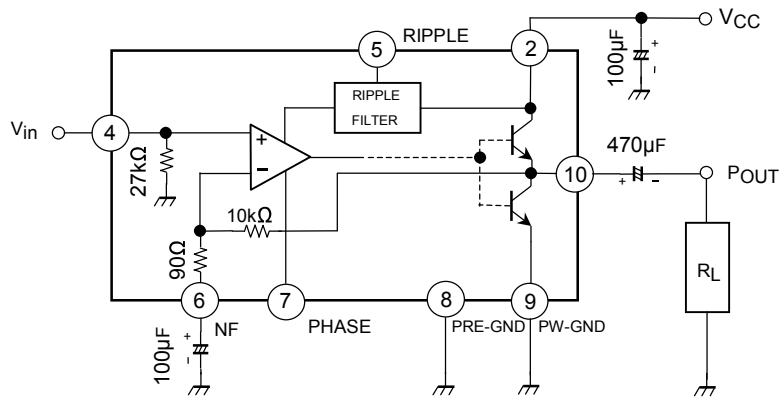 VCC
RIPPLE
5
2
100µF
+
-
RIPPLE
FILTER
Vin
4
+
-
27kΩ
470µF
+ -
POUT
10
10kΩ
90Ω
RL
6
NF
7
PHASE
8
PRE-GND
9
PW-GND
100µF
+
-